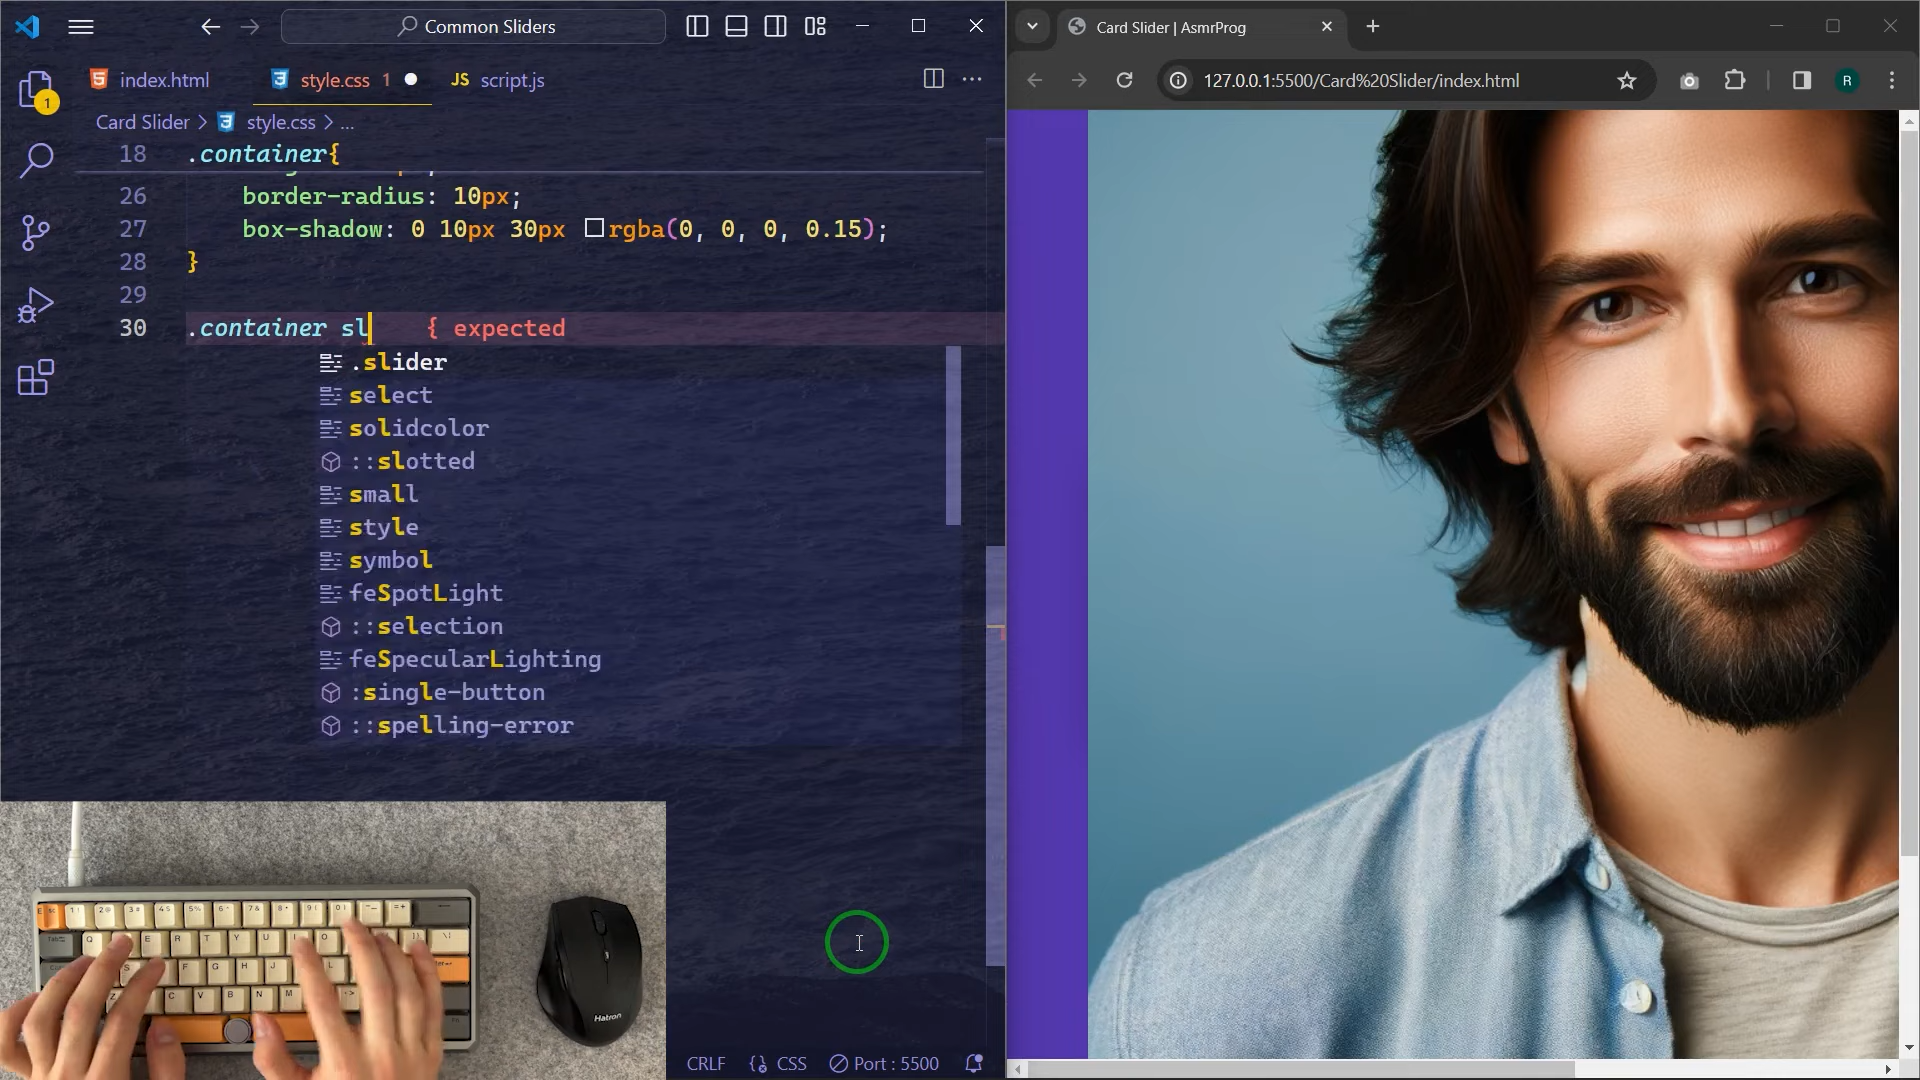 Common Sliders
index.html
style.css 1
JS script.js
1
Card Slider > style.css > ...
18 .container{
26 border-radius: 10px;
27 box-shadow: 0 10px 30px rgba(0, 0, 0, 0.15);
28 }
29
30 .container sl { expected
.slider
select
solidcolor
::slotted
small
style
symbol
feSpotLight
::selection
feSpecularLighting
:single-button
::spelling-error
Hatron
CRLF
CSS
Port : 5500
Card Slider | AsmrProg
127.0.0.1:5500/Card%20Slider/index.html
R